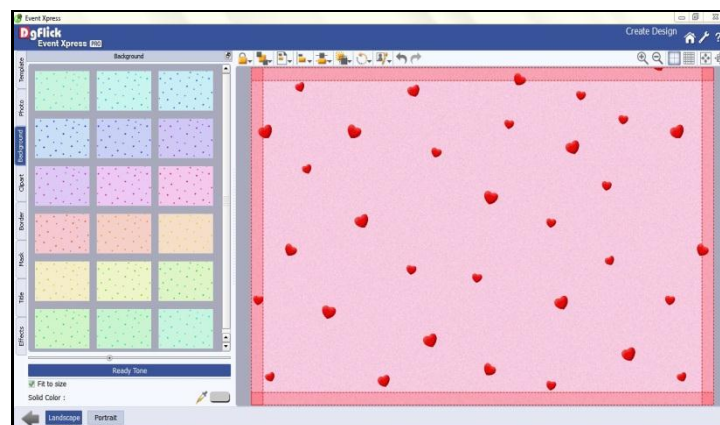 Event Xpress
DgFlick
Event Xpress PRO
Create Design
Background
Template
Photo
Background
Clipart
Border
Mask
Title
Effects
Ready Tone
Fit to size
Solid Color :
Landscape
Portrait